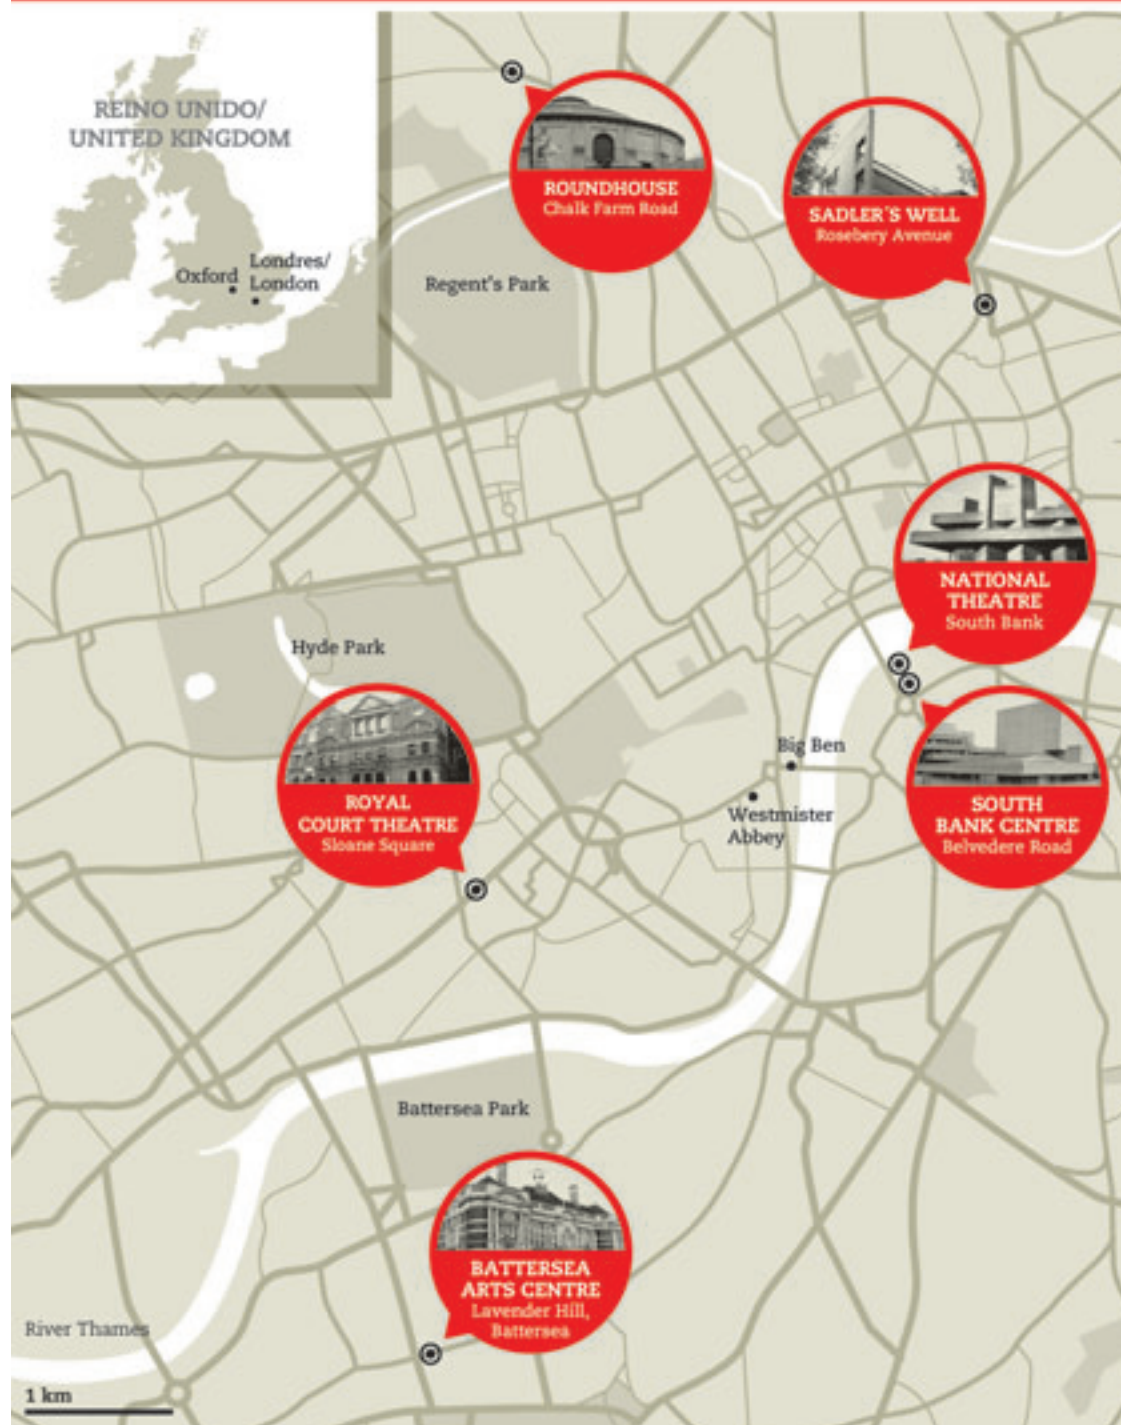 REINO UNIDO/
UNITED KINGDOM
Oxford
Londres/
London
ROUNDHOUSE
Chalk Farm Road
SADLER'S WELL
Rosebery Avenue
Regent's Park
NATIONAL
THEATRE
South Bank
Hyde Park
Big Ben
ROYAL
COURT THEATRE
Sloane Square
Westmister
Abbey
SOUTH
BANK CENTRE
Belvedere Road
Battersea Park
BATTERSEA
ARTS CENTRE
Lavender Hill,
Battersea
River Thames
1 km